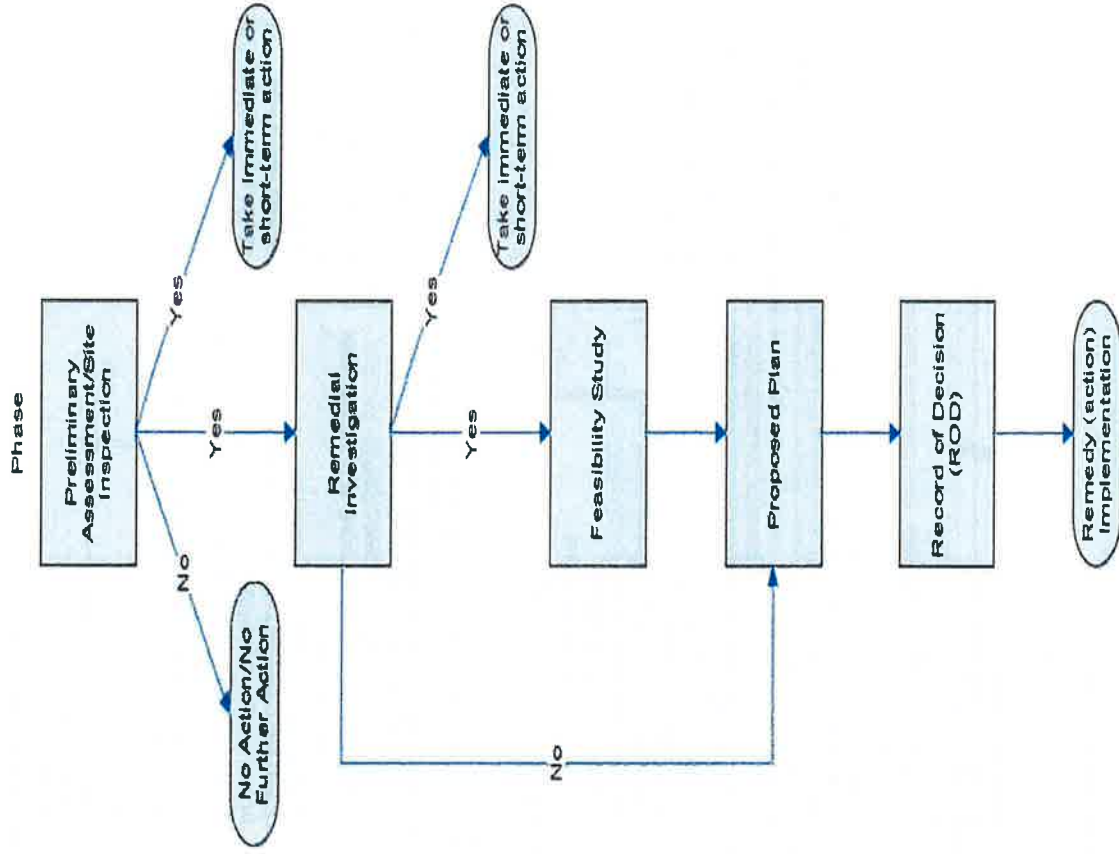 Phase
Preliminary
Assessment/Site
Inspection
No
Yes
Yes
No Action/No
Further Action
Take immediate or
short-term action
Remedial
Investigation
Yes
Yes
Take immediate or
short-term action
No
Feasibility Study
Proposed Plan
Record of Decision
(ROD)
Remedy (action)
Implementation